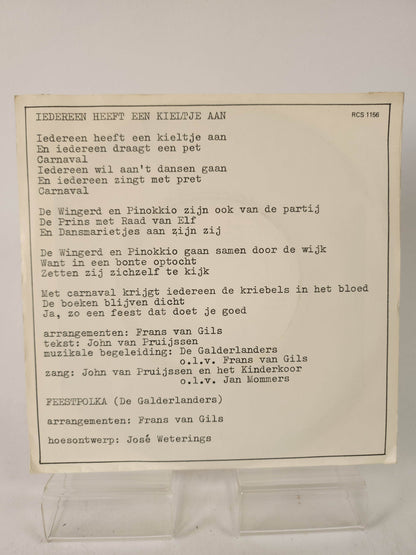 IEDEREEN HEEFT EEN KIELTJE AAN RCS 1156
Iedereen heeft een kieltje aan
En iedereen draagt een pet
Carnaval
Iedereen wil aan't dansen gaan
En iedereen zingt met pret
Carnaval
De Wingerd en Pinokkio zijn ook van de partij
De Prins met Raad van Elf
En Dansmarietjes aan zijn zij
De Wingerd en Pinokkio gaan samen door de wijk
Want in een bonte optocht
Zetten zij zichzelf te kijk
Met carnaval krijgt iedereen de kriebels in het bloed
De boeken blijven dicht
Ja, zo een feest dat doet je goed
arrangementen: Frans van Gils
tekst: John van Pruijssen
muzikale begeleiding: De Galderlanders
o.l.v. Frans van Gils
zang: John van Pruijssen en het Kinderkoor
o.l.v. Jan Mommers
FEESTPOLKA (De Galderlanders)
arrangementen: Frans van Gils
hoesontwerp: José Weterings